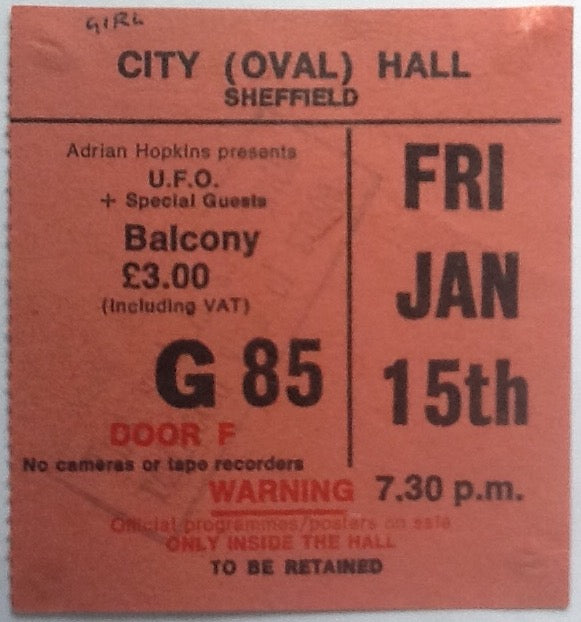 GIRL
CITY (OVAL) HALL
SHEFFIELD
Adrian Hopkins presents
U.F.O.
+ Special Guests
Balcony
£3.00
(Including VAT)
G 85
DOOR F
No cameras or tape recorders
FRI
JAN
15th
7.30 p.m.
WARNING
Official programmes/posters on sale
ONLY INSIDE THE HALL
TO BE RETAINED